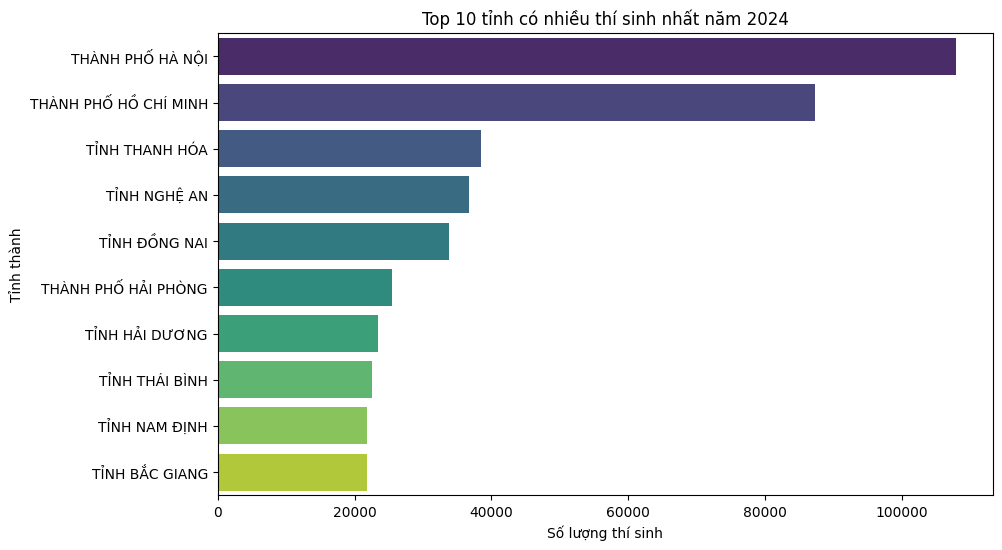 Top 10 tỉnh có nhiều thí sinh nhất năm 2024
Tỉnh thành
THÀNH PHỐ HÀ NỘI
THÀNH PHỐ HỒ CHÍ MINH
TỈNH THANH HÓA
TỈNH NGHỆ AN
TỈNH ĐỒNG NAI
THÀNH PHỐ HẢI PHÒNG
TỈNH HẢI DƯƠNG
TỈNH THÁI BÌNH
TỈNH NAM ĐỊNH
TỈNH BẮC GIANG
0 20000 40000 60000 80000 100000
Số lượng thí sinh